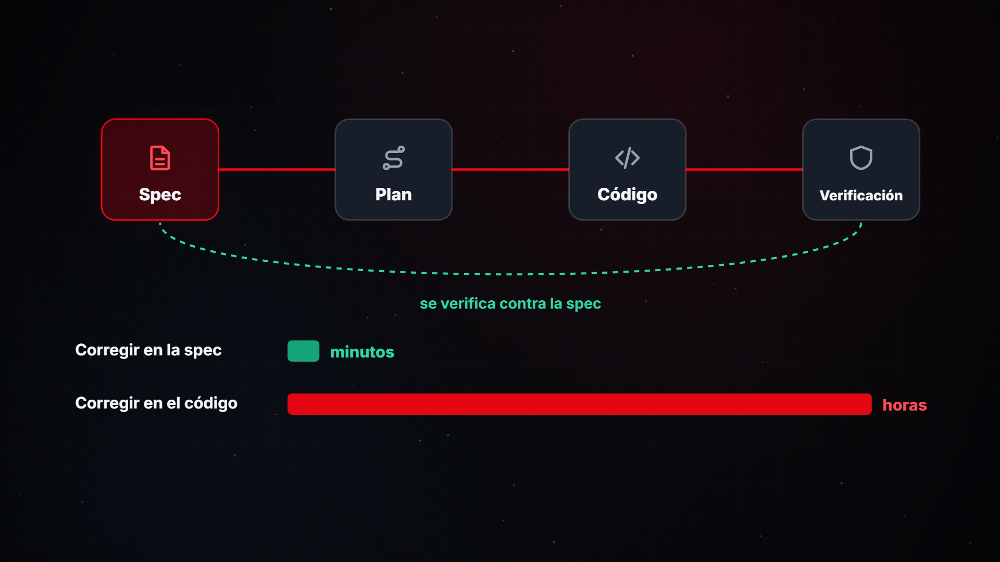 Spec
Plan
Código
Verificación
se verifica contra la spec
Corregir en la spec
minutos
Corregir en el código
horas